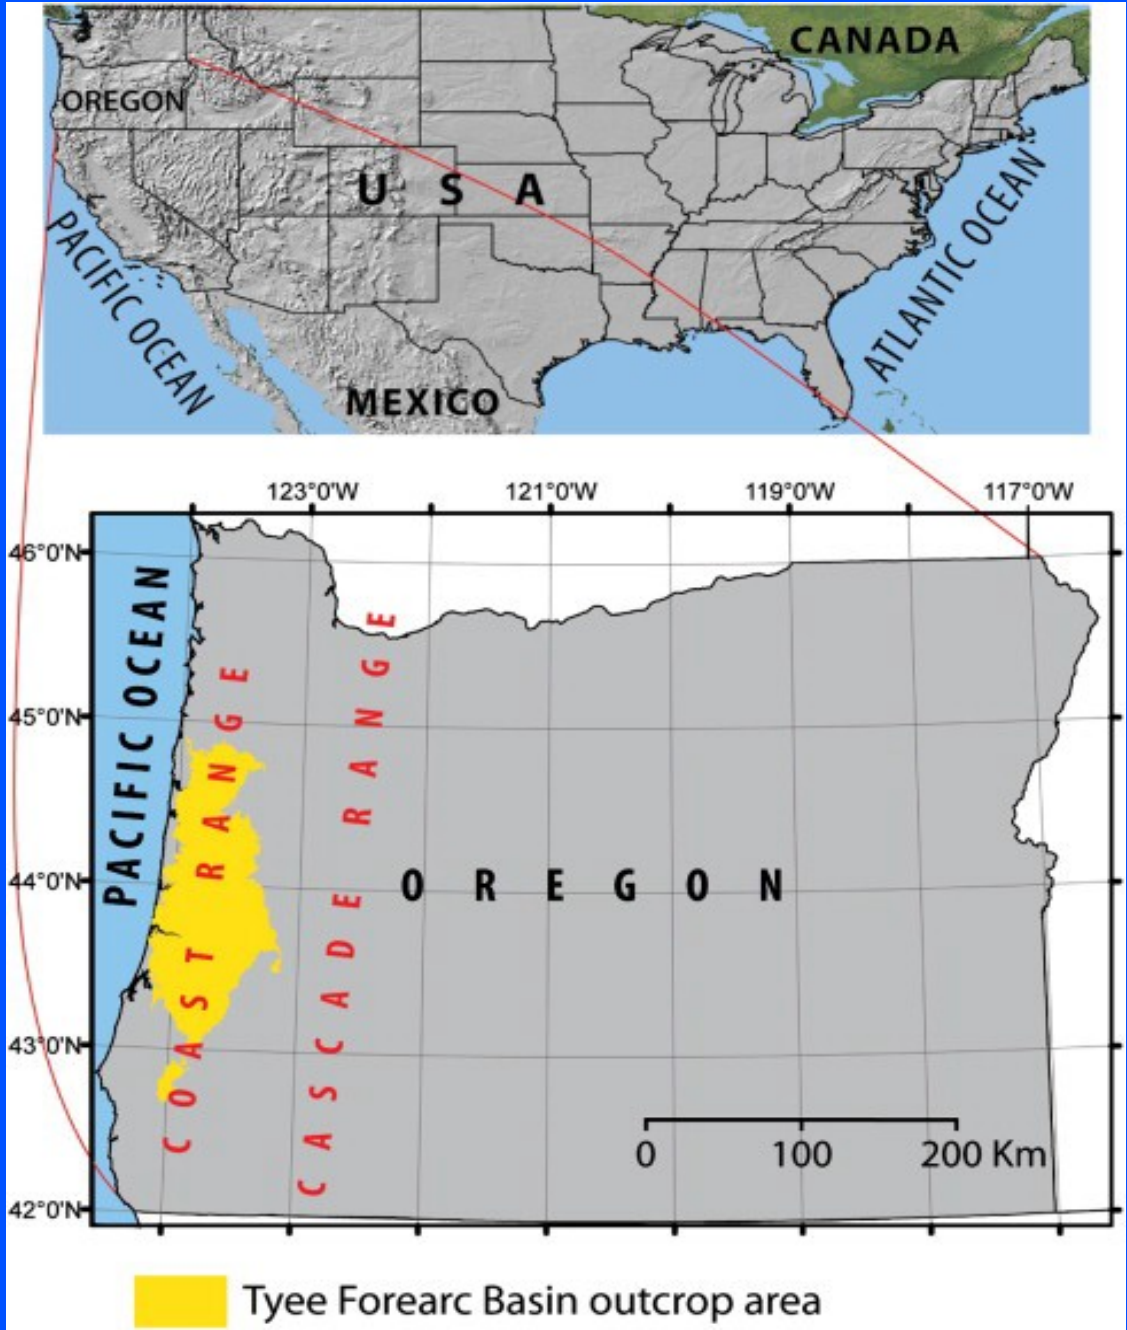 CANADA
OREGON
U S A
PACIFIC OCEAN
ATLANTIC OCEAN
MEXICO
123°0'W 121°0'W 119°0'W 117°0'W
46°0'N
45°0'N
44°0'N
43°0'N
42°0'N
PACIFIC OCEAN
COAST RANGE
CASCADE RANGE
OREGON
0 100 200 Km
Tyee Forearc Basin outcrop area